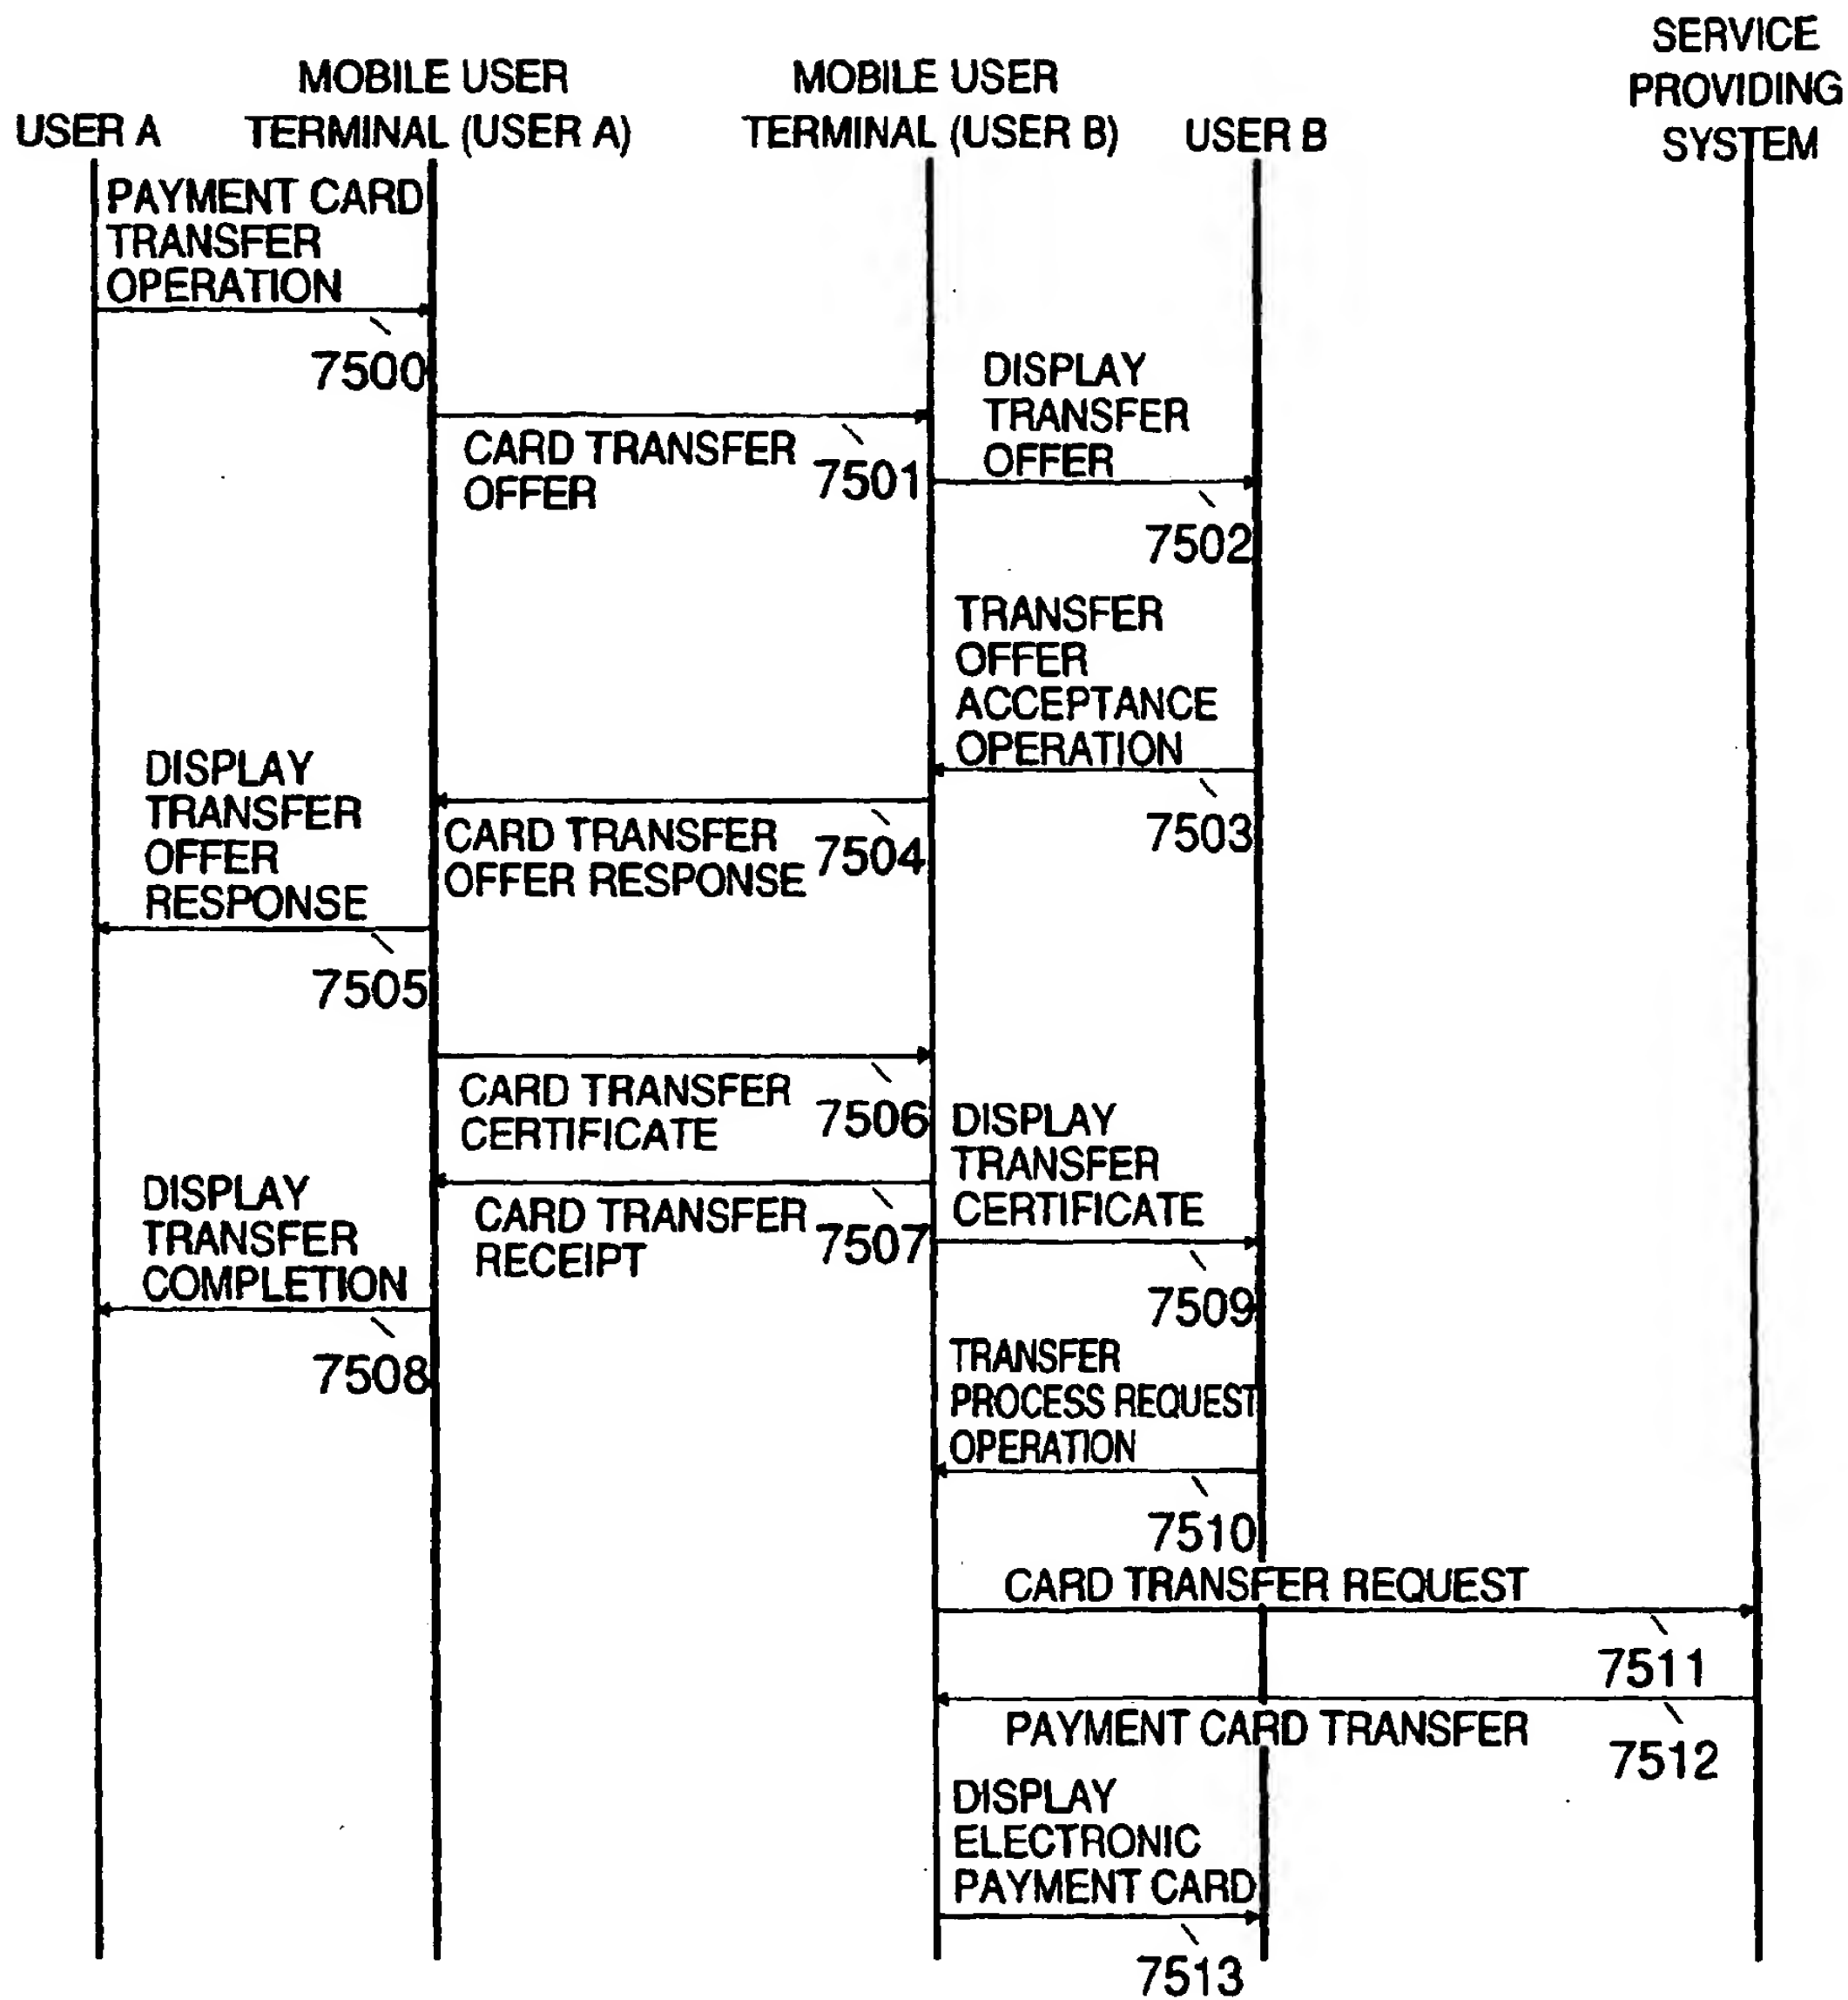 SERVICE
PROVIDING
SYSTEM
MOBILE USER
TERMINAL (USER A)
MOBILE USER
TERMINAL (USER B)
USER A
USER B
PAYMENT CARD
TRANSFER
OPERATION
7500
CARD TRANSFER
OFFER
7501
DISPLAY
TRANSFER
OFFER
7502
TRANSFER
OFFER
ACCEPTANCE
OPERATION
7503
CARD TRANSFER
OFFER RESPONSE
7504
DISPLAY
TRANSFER
OFFER
RESPONSE
7505
CARD TRANSFER
CERTIFICATE
7506
CARD TRANSFER
RECEIPT
7507
DISPLAY
TRANSFER
COMPLETION
7508
DISPLAY
TRANSFER
CERTIFICATE
7509
TRANSFER
PROCESS REQUEST
OPERATION
7510
CARD TRANSFER REQUEST
7511
PAYMENT CARD TRANSFER
7512
DISPLAY
ELECTRONIC
PAYMENT CARD
7513